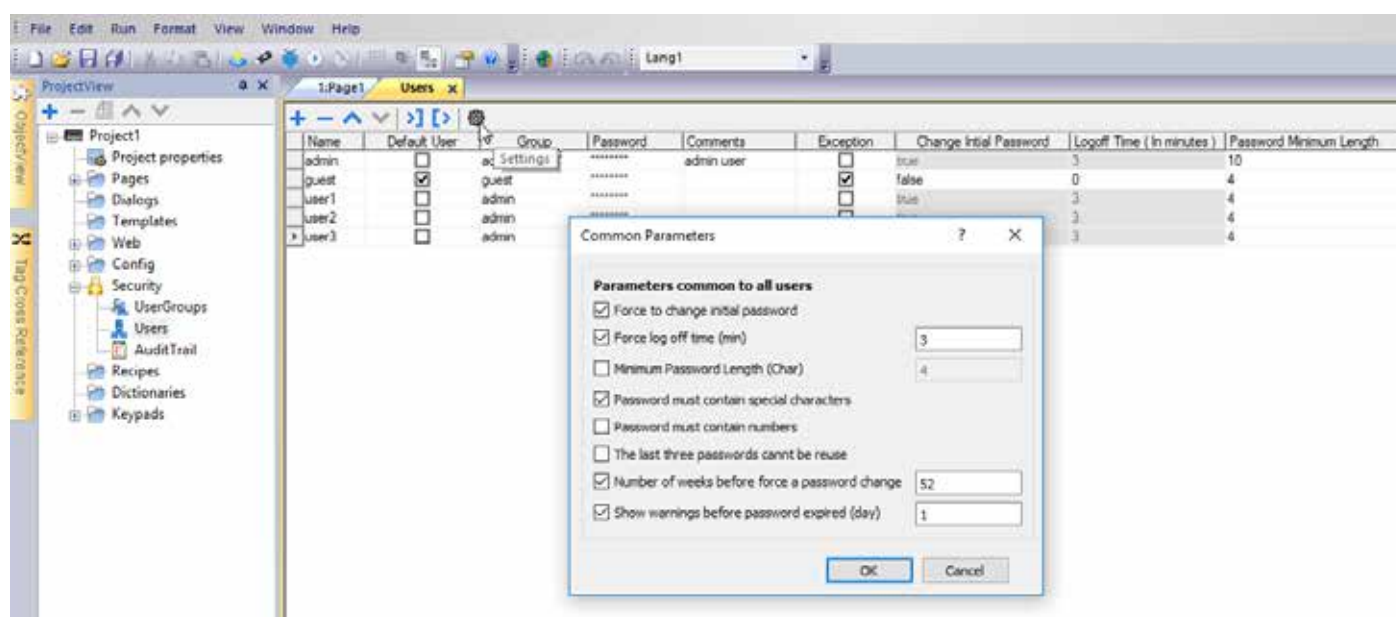 File Edit Run Format View Window Help
Lang1
ProjectView
1:Page1 Users x
ObjectView
Tag Cross Reference
Project1
Project properties
Pages
Dialogs
Templates
Web
Config
Security
UserGroups
Users
AuditTrail
Recipes
Dictionaries
Keypads
Name Default User Group Password Comments Exception Change Intial Password Logoff Time ( In minutes ) Password Minimum Length
Settings
admin ******** admin user true 3 10
guest guest ******** false 0 4
user1 admin ******** true 3 4
user2 admin ******** 3 4
user3 admin 3 4
Common Parameters ? X
Parameters common to all users
Force to change initial password
Force log off time (min) 3
Minimum Password Length (Char) 4
Password must contain special characters
Password must contain numbers
The last three passwords cannt be reuse
Number of weeks before force a password change 52
Show warnings before password expired (day) 1
OK Cancel